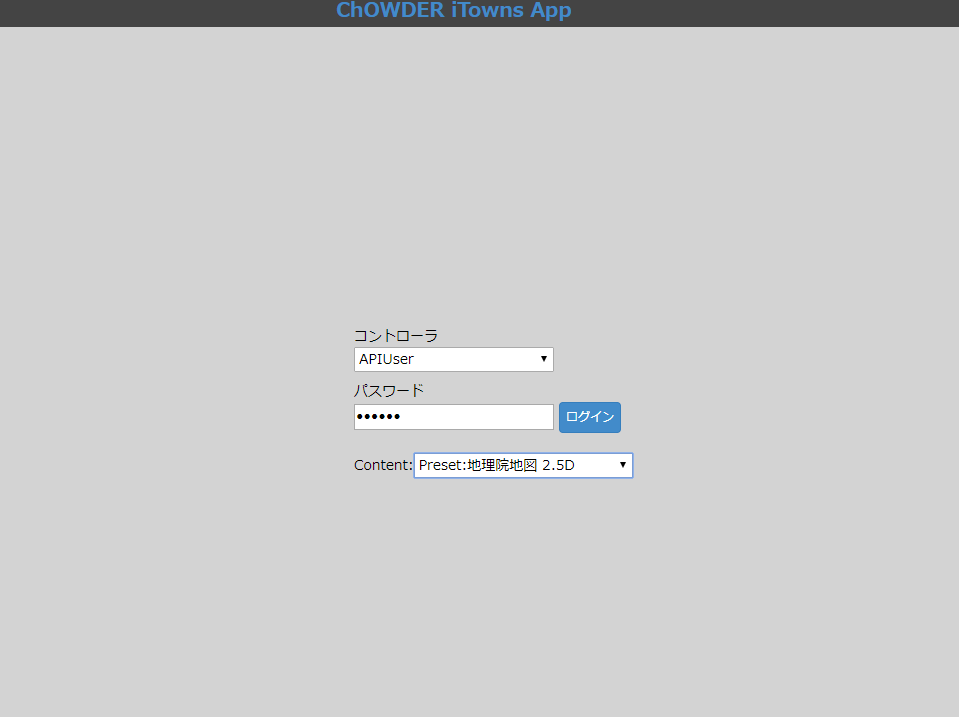 ChOWDER iTowns App
コントローラ
APIUser
パスワード
••••••
ログイン
Content: Preset:地理院地図 2.5D